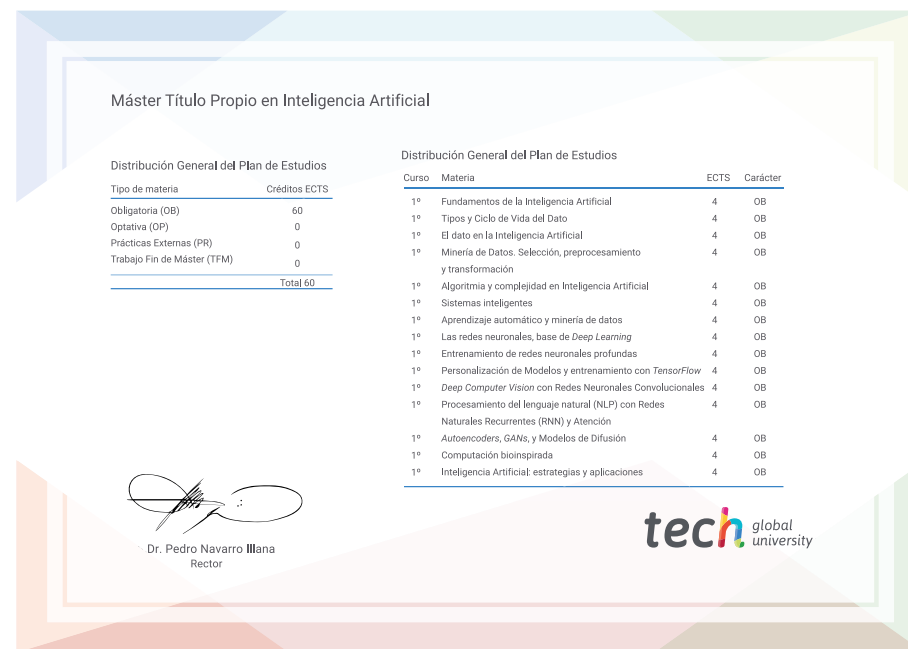 Máster Título Propio en Inteligencia Artificial
Distribución General del Plan de Estudios
Tipo de materia Créditos ECTS
Obligatoria (OB) 60
Optativa (OP) 0
Prácticas Externas (PR) 0
Trabajo Fin de Máster (TFM) 0
Total 60
Distribución General del Plan de Estudios
Curso Materia ECTS Carácter
1º Fundamentos de la Inteligencia Artificial 4 OB
1º Tipos y Ciclo de Vida del Dato 4 OB
1º El dato en la Inteligencia Artificial 4 OB
1º Minería de Datos. Selección, preprocesamiento 4 OB
y transformación
1º Algoritmia y complejidad en Inteligencia Artificial 4 OB
1º Sistemas inteligentes 4 OB
1º Aprendizaje automático y minería de datos 4 OB
1º Las redes neuronales, base de Deep Learning 4 OB
1º Entrenamiento de redes neuronales profundas 4 OB
1º Personalización de Modelos y entrenamiento con TensorFlow 4 OB
1º Deep Computer Vision con Redes Neuronales Convolucionales 4 OB
1º Procesamiento del lenguaje natural (NLP) con Redes 4 OB
Naturales Recurrentes (RNN) y Atención
1º Autoencoders, GANs, y Modelos de Difusión 4 OB
1º Computación bioinspirada 4 OB
1º Inteligencia Artificial: estrategias y aplicaciones 4 OB
Dr. Pedro Navarro Illana
Rector
tech global
university